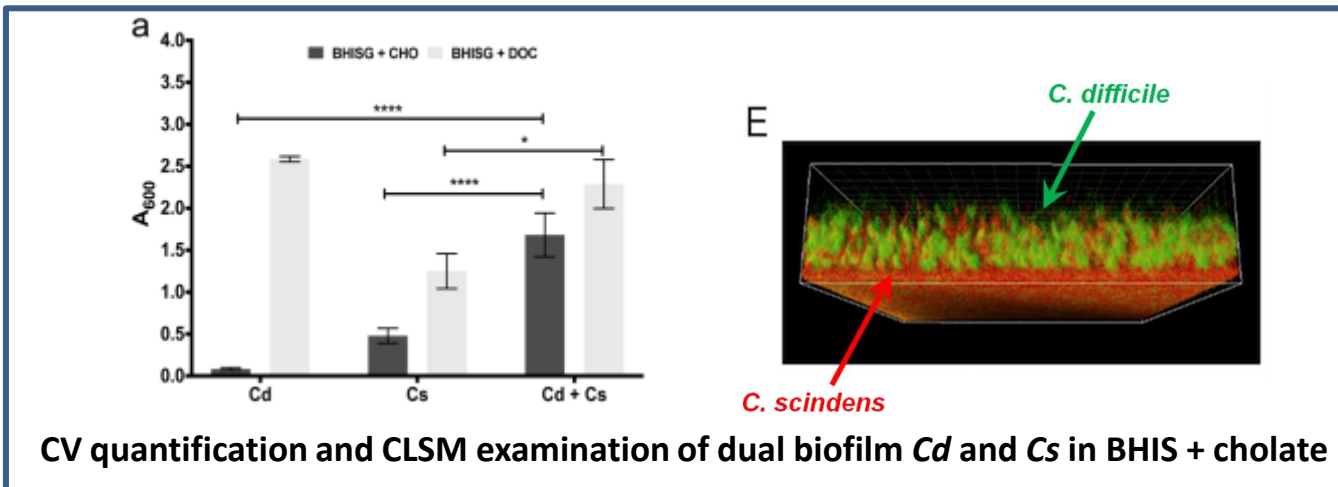 a
BHISG + CHO BHISG + DOC
4.0
3.5
3.0
2.5
2.0
1.5
1.0
0.5
0.0
A600
****
*
****
Cd Cs Cd + Cs
E
C. difficile
C. scindens
CV quantification and CLSM examination of dual biofilm Cd and Cs in BHIS + cholate